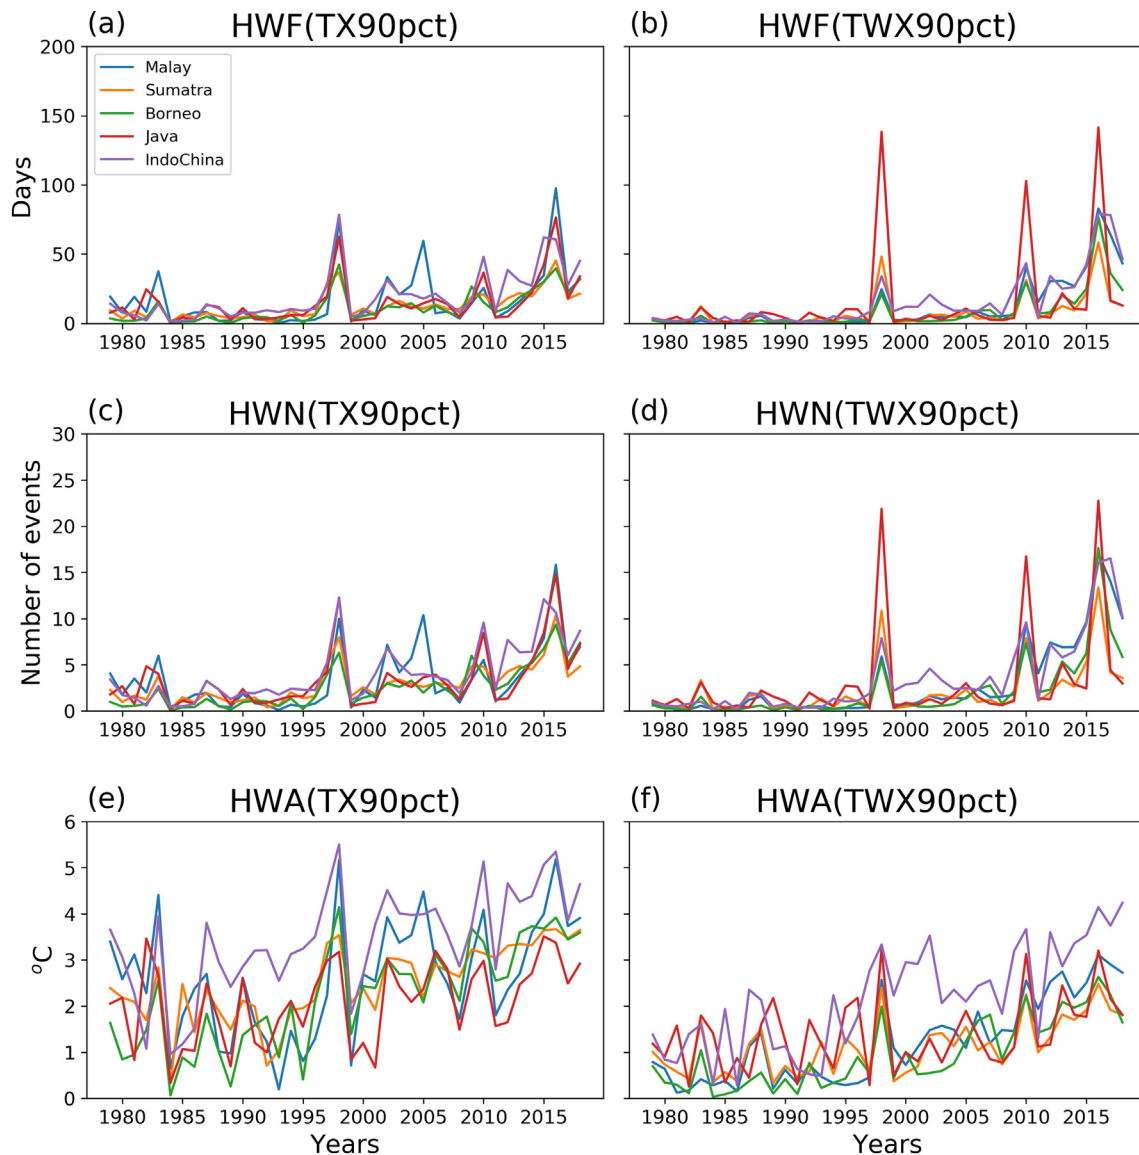 (a) HWF(TX90pct)
(b) HWF(TWX90pct)
200
150
100
50
0
Days
Malay
Sumatra
Borneo
Java
IndoChina
1980 1985 1990 1995 2000 2005 2010 2015
1980 1985 1990 1995 2000 2005 2010 2015
(c) HWN(TX90pct)
(d) HWN(TWX90pct)
30
25
20
15
10
5
0
Number of events
1980 1985 1990 1995 2000 2005 2010 2015
1980 1985 1990 1995 2000 2005 2010 2015
(e) HWA(TX90pct)
(f) HWA(TWX90pct)
6
5
4
3
2
1
0
°C
1980 1985 1990 1995 2000 2005 2010 2015
1980 1985 1990 1995 2000 2005 2010 2015
Years
Years